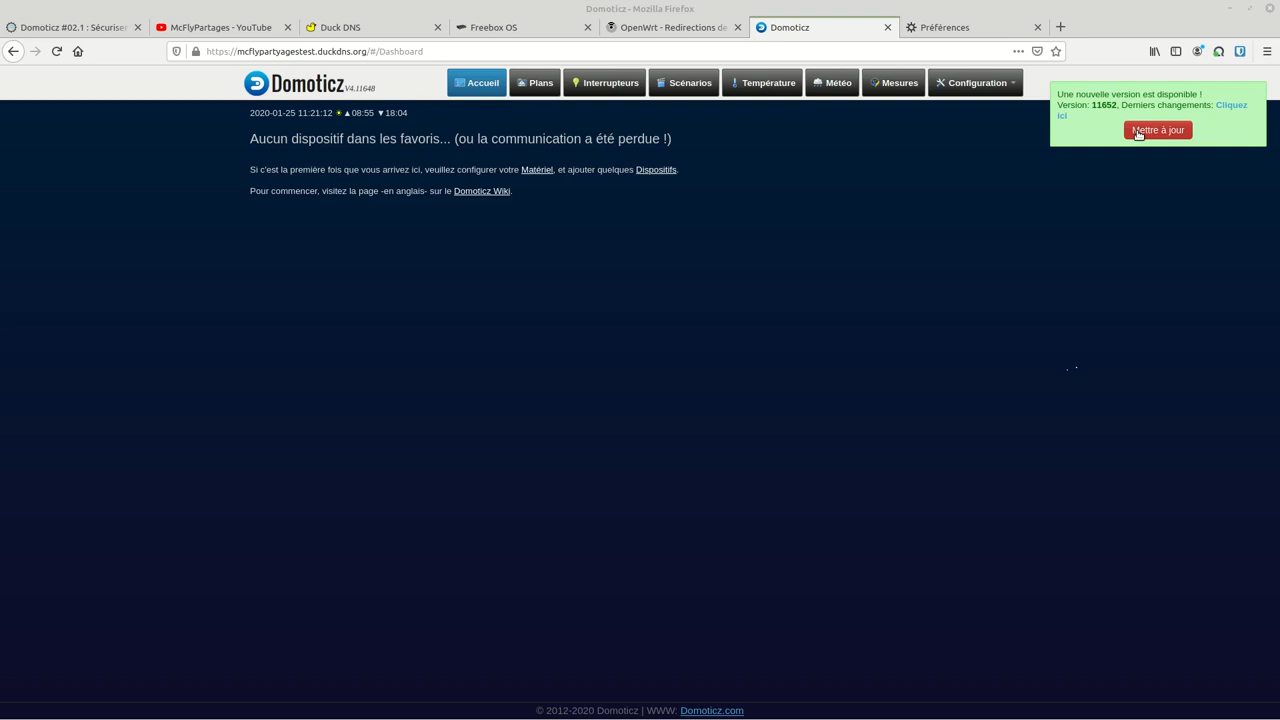 Domoticz - Mozilla Firefox
Domoticz #02.1 : Sécuriser
McFlyPartages - YouTube
Duck DNS
Freebox OS
OpenWrt - Redirections de
Domoticz
Préférences
https://mcflypartyagestest.duckdns.org/#/Dashboard
Domoticz V4.11648
Accueil
Plans
Interrupteurs
Scénarios
Température
Météo
Mesures
Configuration
Une nouvelle version est disponible !
Version: 11652, Derniers changements: Cliquez
ici
Mettre à jour
2020-01-25 11:21:12 ☀▲08:55 ▼18:04
Aucun dispositif dans les favoris... (ou la communication a été perdue !)
Si c'est la première fois que vous arrivez ici, veuillez configurer votre Matériel, et ajouter quelques Dispositifs.
Pour commencer, visitez la page -en anglais- sur le Domoticz Wiki.
© 2012-2020 Domoticz | WWW: Domoticz.com